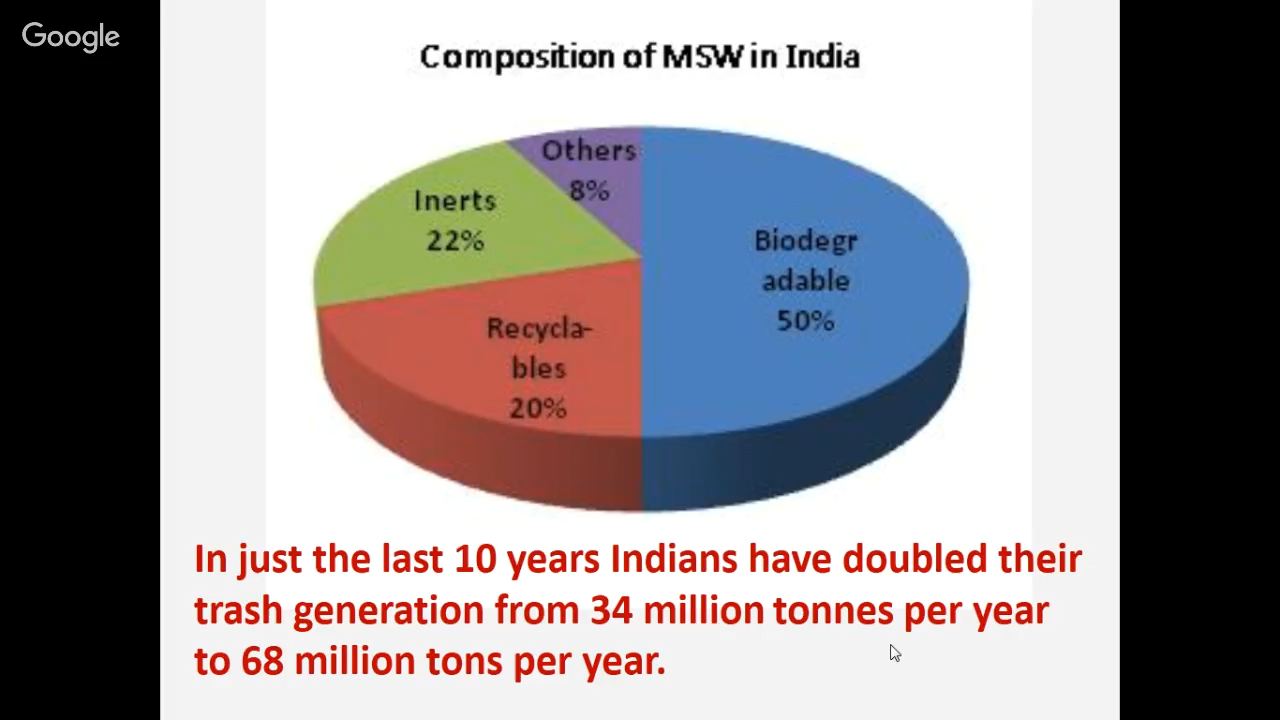 Google
Composition of MSW in India
Others
8%
Inerts
22%
Biodegr
adable
50%
Recycla-
bles
20%
In just the last 10 years Indians have doubled their
trash generation from 34 million tonnes per year
to 68 million tons per year.